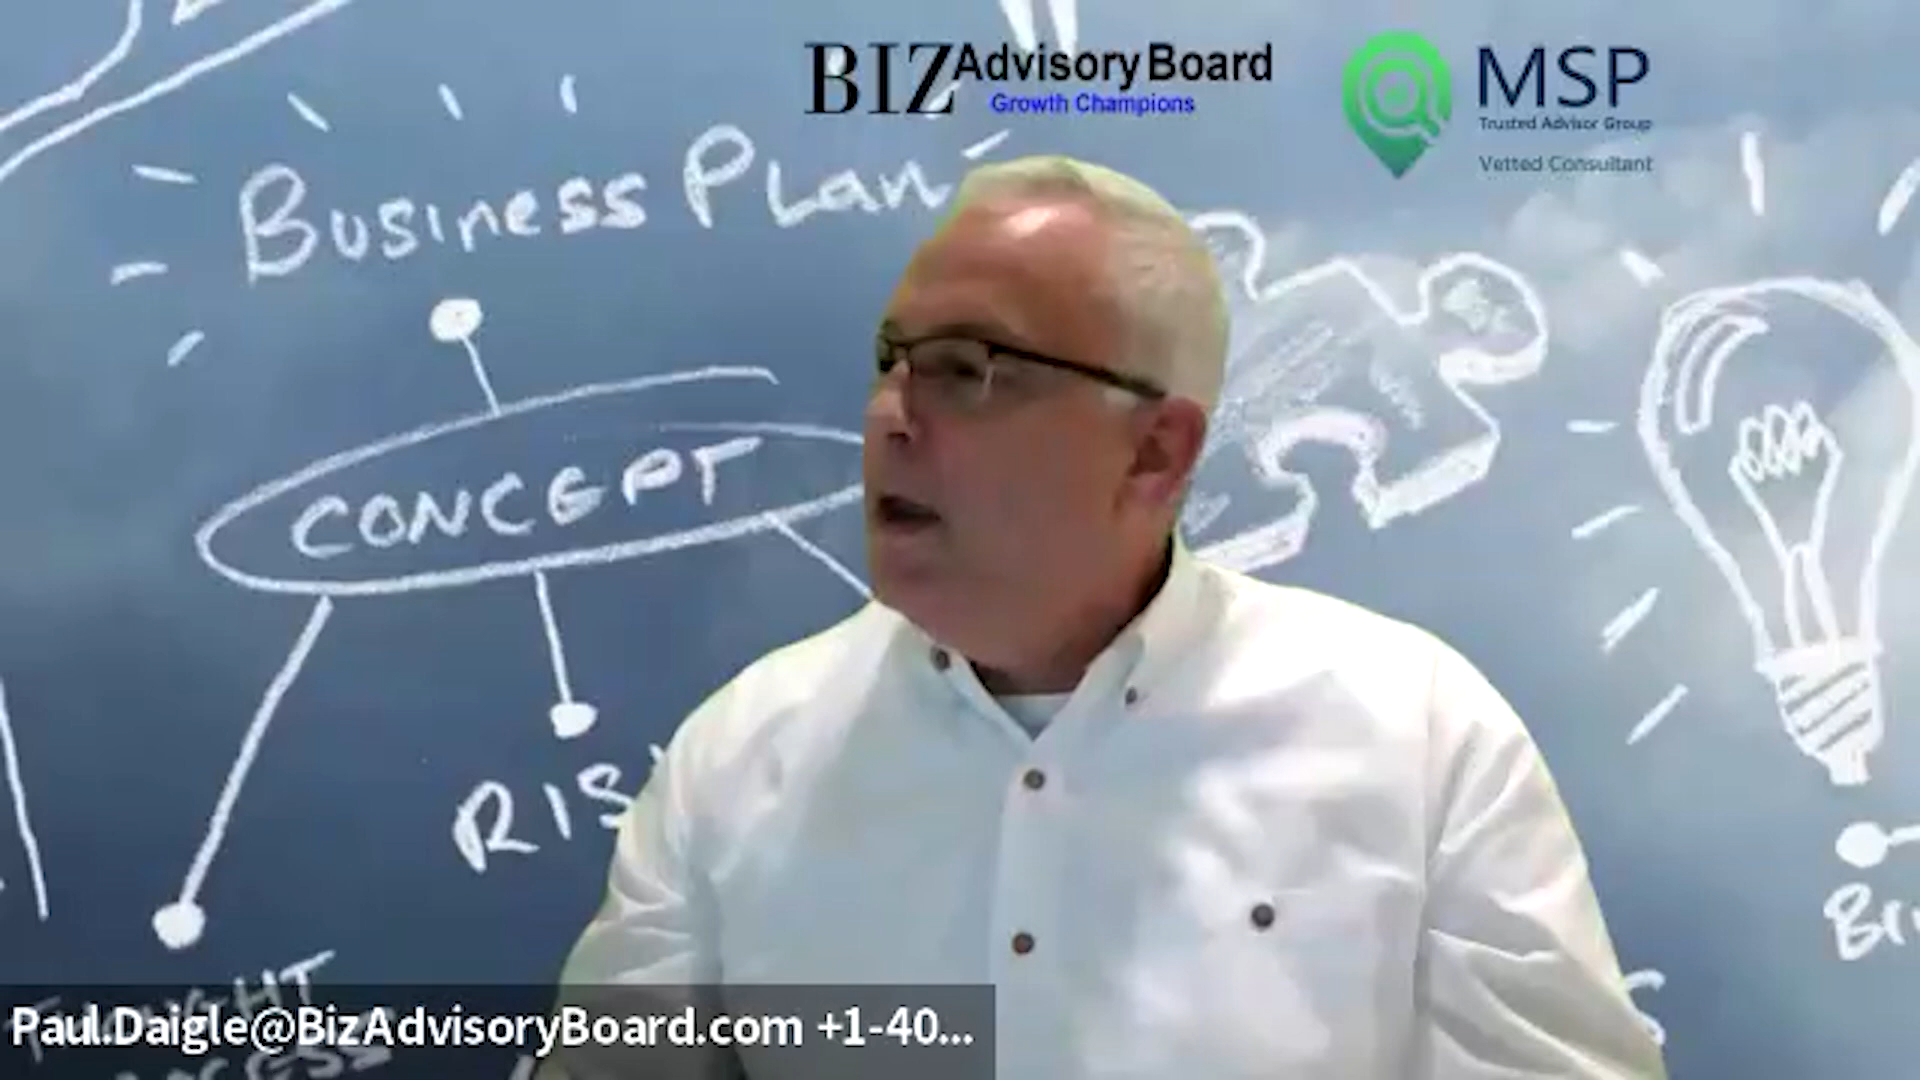 BIZ Advisory Board
Growth Champions
MSP
Trusted Advisor Group
Vetted Consultant
Business Plan
CONCEPT
Paul.Daigle@BizAdvisoryBoard.com +1-40...